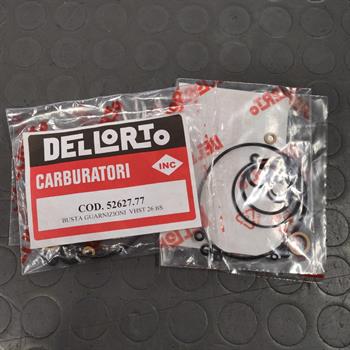 DELLORTO
CARBURATORI
INC
COD. 52627.77
BUSTA GUARNIZIONI VHST 26 BS